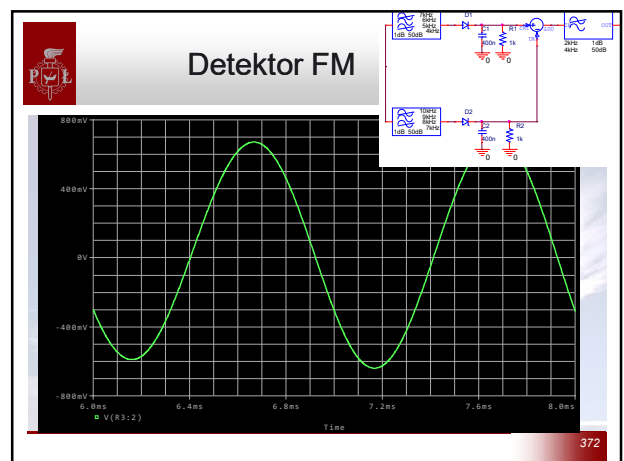 Detektor FM
P Ł
7kHz
6kHz
5kHz
4kHz
1dB 50dB
D1
C1
400n
R1
1k
0
0
OUT
2kHz
4kHz
1dB
50dB
10kHz
9kHz
8kHz
7kHz
1dB 50dB
D2
C2
400n
R2
1k
0
0
800mV
400mV
0V
-400mV
-800mV
6.0ms 6.4ms 6.8ms 7.2ms 7.6ms 8.0ms
V(R3:2)
Time
372